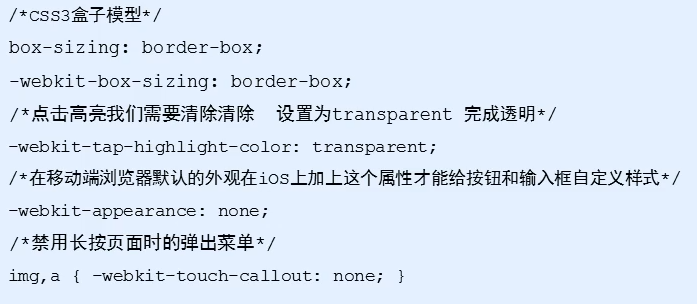 /*CSS3盒子模型*/
box-sizing: border-box;
-webkit-box-sizing: border-box;
/*点击高亮我们需要清除清除  设置为transparent 完成透明*/
-webkit-tap-highlight-color: transparent;
/*在移动端浏览器默认的外观在iOS上加上这个属性才能给按钮和输入框自定义样式*/
-webkit-appearance: none;
/*禁用长按页面时的弹出菜单*/
img,a { -webkit-touch-callout: none; }